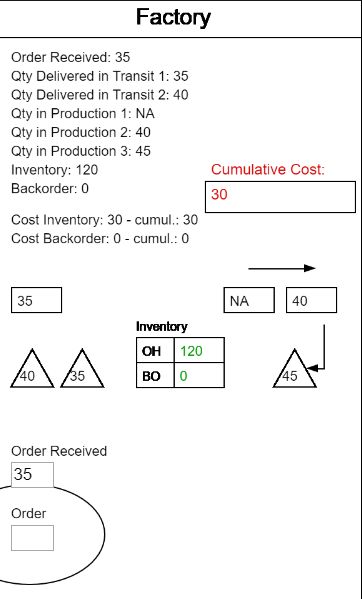 Factory
Order Received: 35
Qty Delivered in Transit 1: 35
Qty Delivered in Transit 2: 40
Qty in Production 1: NA
Qty in Production 2: 40
Qty in Production 3: 45
Inventory: 120
Backorder: 0
Cumulative Cost:
30
Cost Inventory: 30 - cumul.: 30
Cost Backorder: 0 - cumul.: 0
35
NA
40
Inventory
OH 120
BO 0
40
35
45
Order Received
35
Order